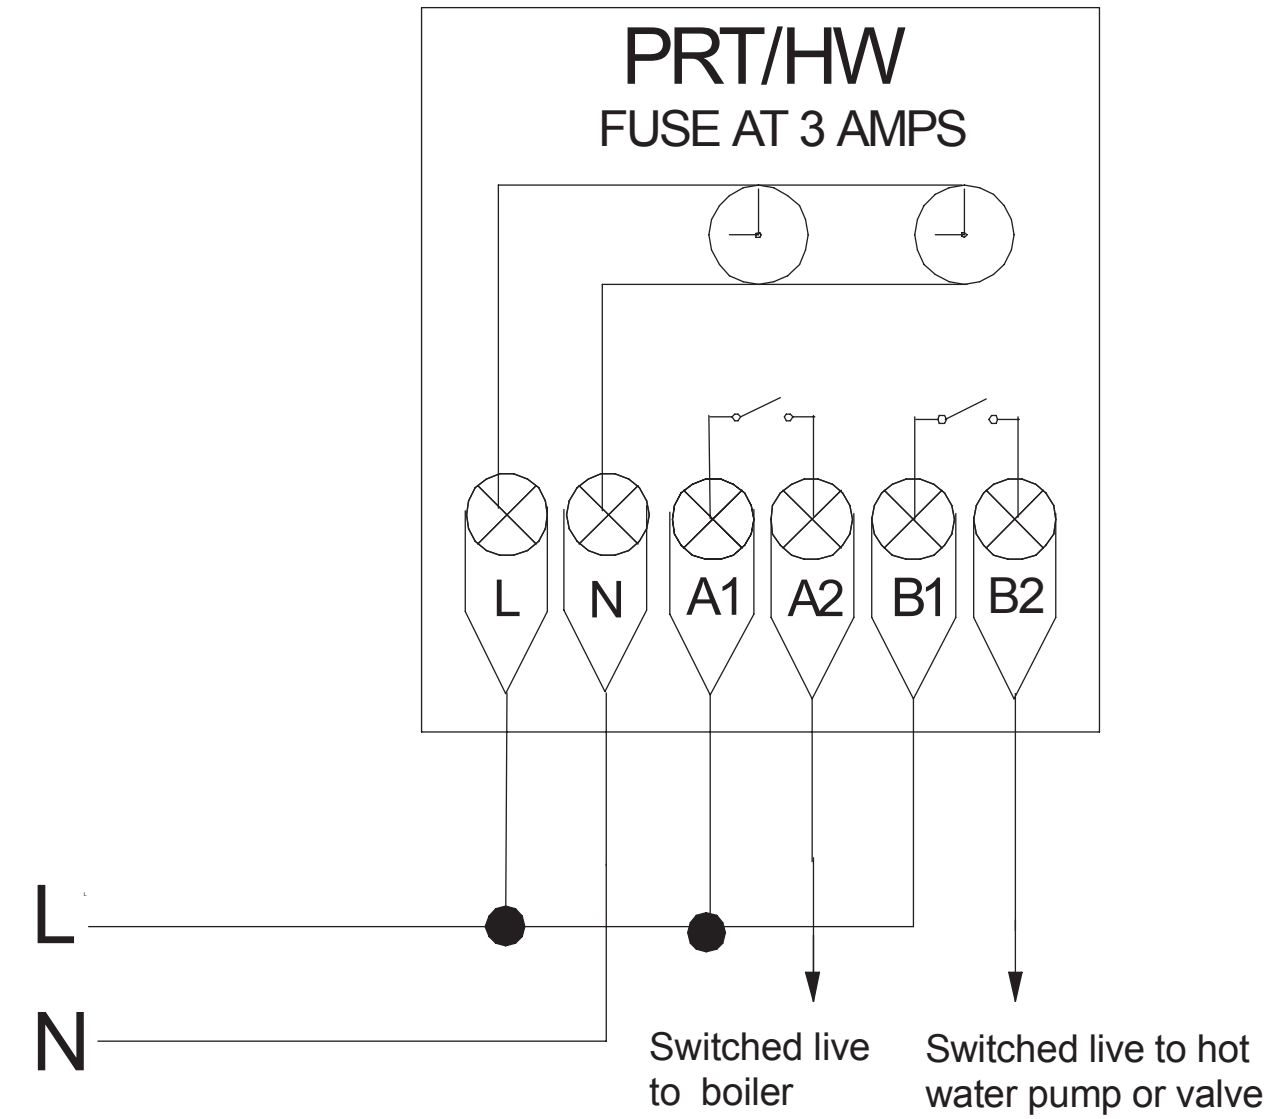 PRT/HW
FUSE AT 3 AMPS
L N A1 A2 B1 B2
L
N
Switched live
to boiler
Switched live to hot
water pump or valve